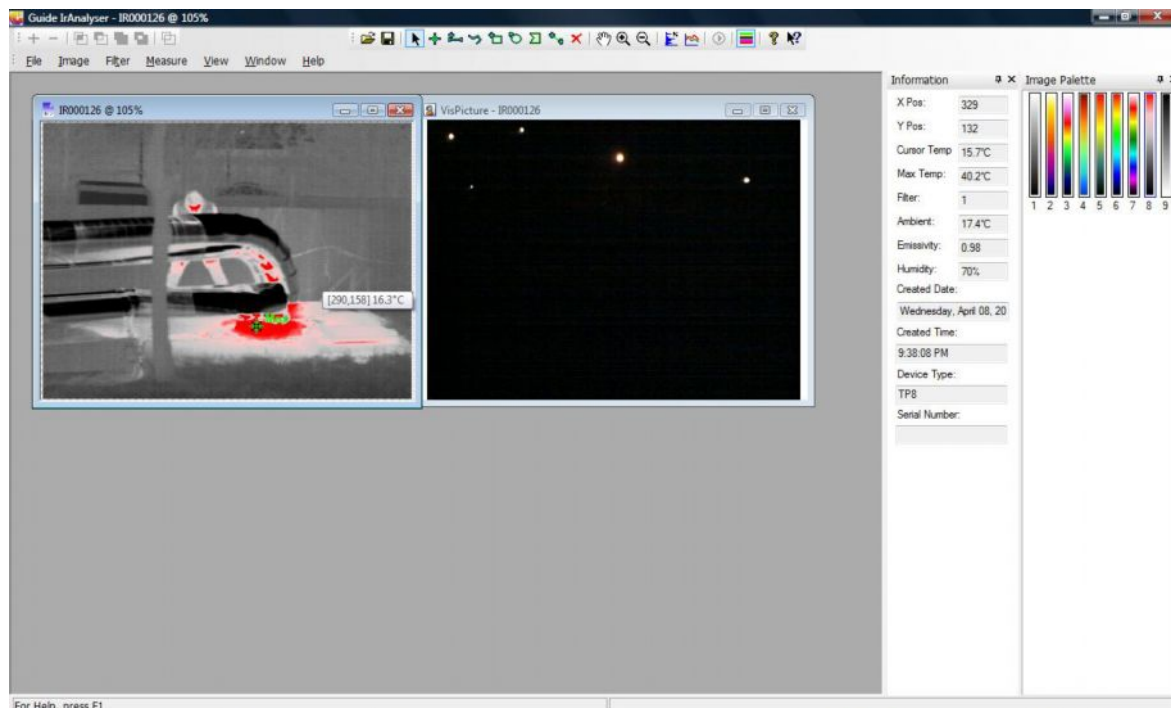 Guide IrAnalyser - IR000126 @ 105%
File Image Filter Measure View Window Help
IR000126 @ 105%
VisPicture - IR000126
[290,158] 16.3°C
Information
X Pos: 329
Y Pos: 132
Cursor Temp 15.7°C
Max Temp: 40.2°C
Filter: 1
Ambient: 17.4°C
Emissivity: 0.98
Humidity: 70%
Created Date:
Wednesday, April 08, 20
Created Time:
9:38:08 PM
Device Type:
TP8
Serial Number:
Image Palette
1 2 3 4 5 6 7 8 9
For Help, press F1